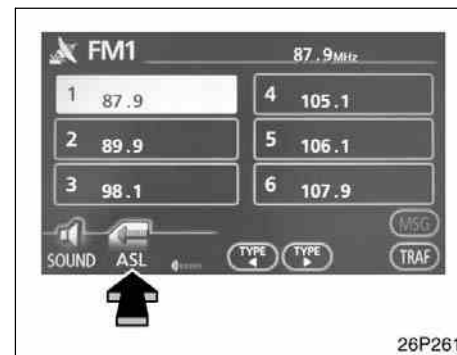 FM1 87.9MHz
1 87.9 4 105.1
2 89.9 5 106.1
3 98.1 6 107.9
MSG
SOUND ASL TYPE TYPE TRAF
26P261